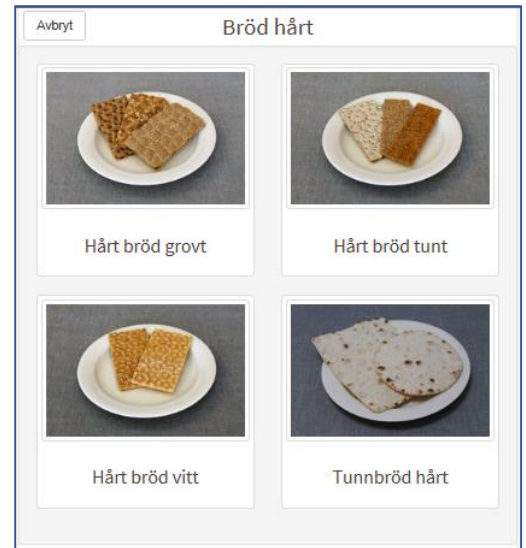 Avbryt
Bröd hårt
Hårt bröd grovt
Hårt bröd tunt
Hårt bröd vitt
Tunnbröd hårt